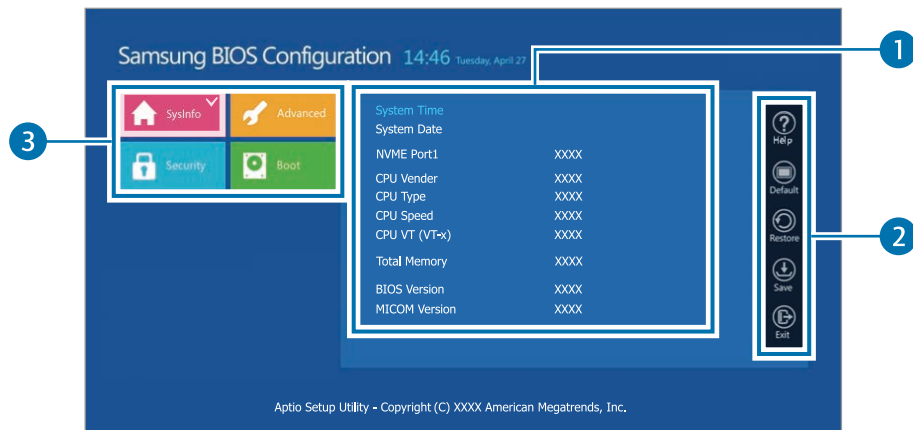 Samsung BIOS Configuration 14:46 Tuesday, April 27
1
3
SysInfo Advanced
Security Boot
System Time
System Date
NVME Port1 XXXX
CPU Vender XXXX
CPU Type XXXX
CPU Speed XXXX
CPU VT (VT-x) XXXX
Total Memory XXXX
BIOS Version XXXX
MICOM Version XXXX
Help
Default
Restore
Save
Exit
2
Aptio Setup Utility - Copyright (C) XXXX American Megatrends, Inc.